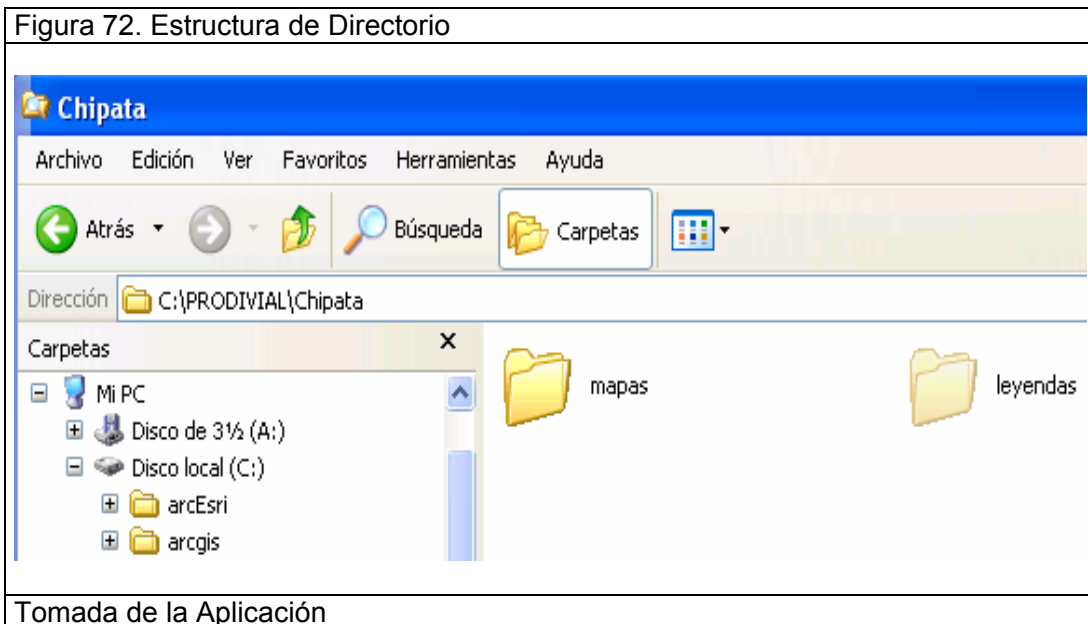 Figura 72. Estructura de Directorio
Chipata
Archivo Edición Ver Favoritos Herramientas Ayuda
Atrás Búsqueda Carpetas
Dirección C:\PRODIVIAL\Chipata
Carpetas X
Mi PC
Disco de 3½ (A:)
Disco local (C:)
arcEsri
arcgis
mapas leyendas
Tomada de la Aplicación